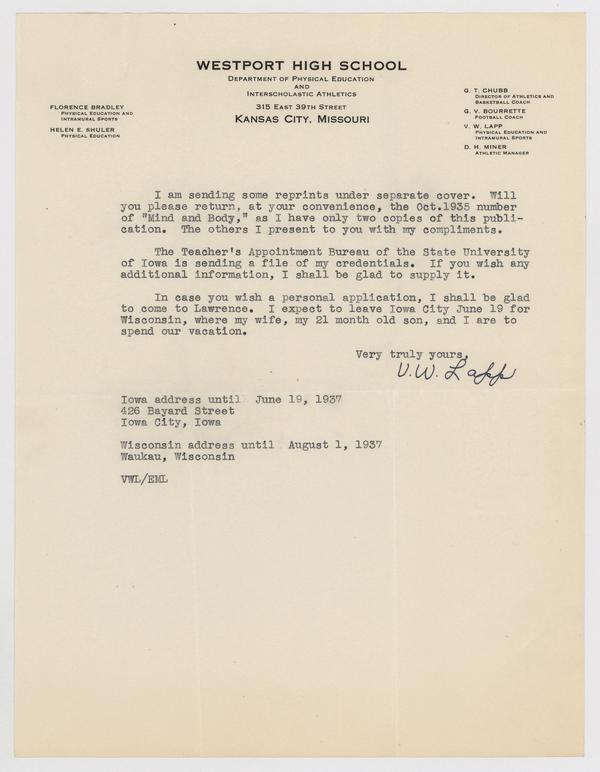 WESTPORT HIGH SCHOOL
DEPARTMENT OF PHYSICAL EDUCATION
AND
INTERSCHOLASTIC ATHLETICS
315 EAST 39TH STREET
KANSAS CITY, MISSOURI
FLORENCE BRADLEY
PHYSICAL EDUCATION AND
INTRAMURAL SPORTS
HELEN E. SHULER
PHYSICAL EDUCATION
G. T. CHUBB
DIRECTOR OF ATHLETICS AND
BASKETBALL COACH
G. V. BOURRETTE
FOOTBALL COACH
V. W. LAPP
PHYSICAL EDUCATION AND
INTRAMURAL SPORTS
D. H. MINER
ATHLETIC MANAGER
I am sending some reprints under separate cover. Will
you please return, at your convenience, the Oct.1935 number
of "Mind and Body," as I have only two copies of this publi-
cation. The others I present to you with my compliments.
The Teacher's Appointment Bureau of the State University
of Iowa is sending a file of my credentials. If you wish any
additional information, I shall be glad to supply it.
In case you wish a personal application, I shall be glad
to come to Lawrence. I expect to leave Iowa City June 19 for
Wisconsin, where my wife, my 21 month old son, and I are to
spend our vacation.
Very truly yours,
V. W. Lapp
Iowa address until June 19, 1937
426 Bayard Street
Iowa City, Iowa
Wisconsin address until August 1, 1937
Waukau, Wisconsin
VWL/EML